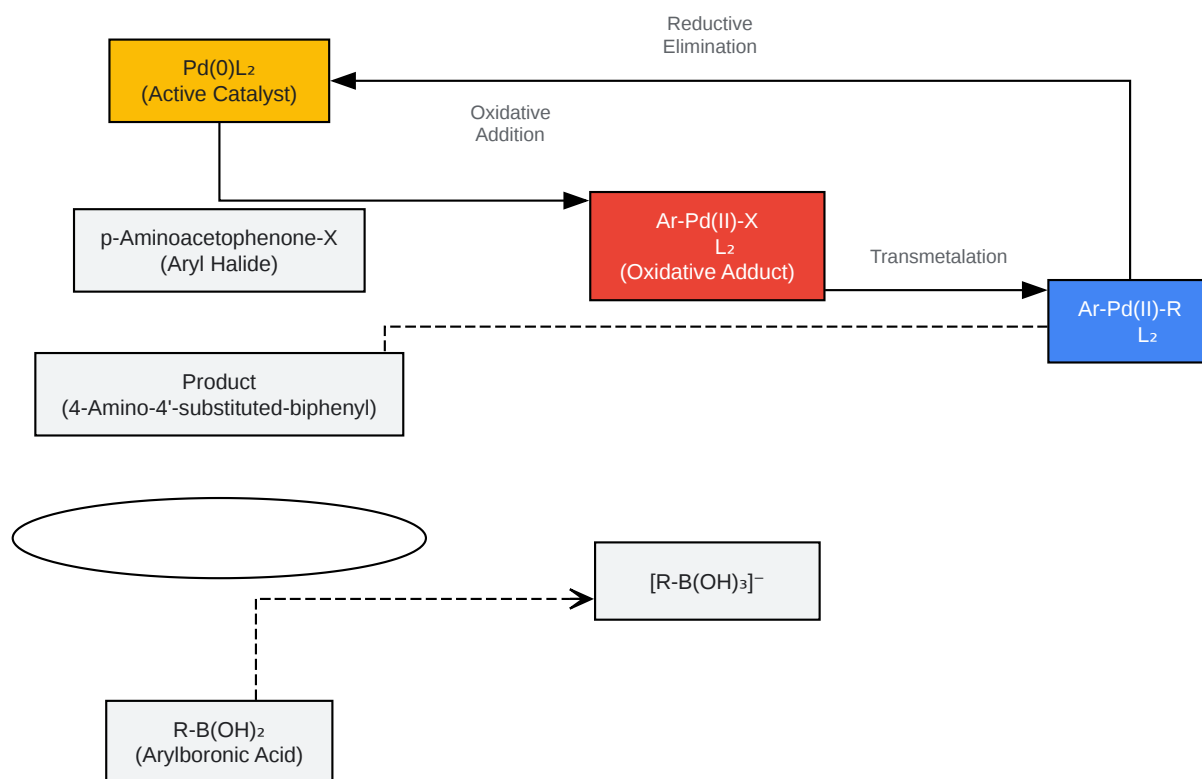 Reductive
Elimination
Pd(0)L₂
(Active Catalyst)
Oxidative
Addition
p-Aminoacetophenone-X
(Aryl Halide)
Ar-Pd(II)-X
L₂
(Oxidative Adduct)
Transmetalation
Ar-Pd(II)-R
L₂
Product
(4-Amino-4'-substituted-biphenyl)
[R-B(OH)₃]⁻
R-B(OH)₂
(Arylboronic Acid)